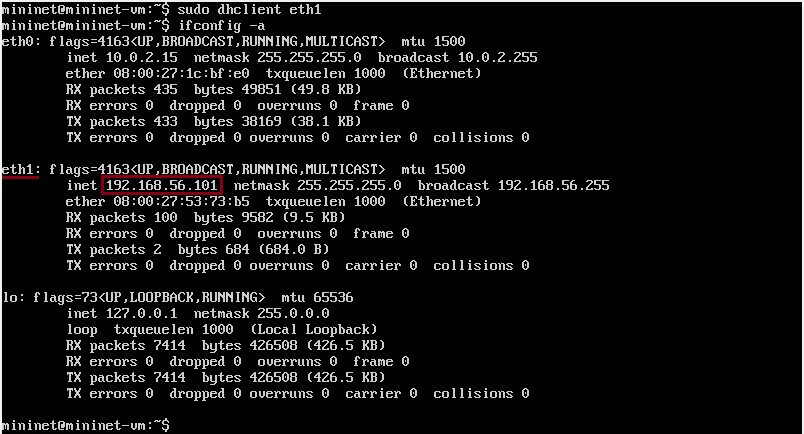 mininet@mininet-vm:~$ sudo dhclient eth1
mininet@mininet-vm:~$ ifconfig -a
eth0: flags=4163<UP,BROADCAST,RUNNING,MULTICAST>  mtu 1500
        inet 10.0.2.15  netmask 255.255.255.0  broadcast 10.0.2.255
        ether 08:00:27:1c:bf:e0  txqueuelen 1000  (Ethernet)
        RX packets 435  bytes 49851 (49.8 KB)
        RX errors 0  dropped 0  overruns 0  frame 0
        TX packets 433  bytes 38169 (38.1 KB)
        TX errors 0  dropped 0 overruns 0  carrier 0  collisions 0
eth1: flags=4163<UP,BROADCAST,RUNNING,MULTICAST>  mtu 1500
        inet 192.168.56.101  netmask 255.255.255.0  broadcast 192.168.56.255
        ether 08:00:27:53:73:b5  txqueuelen 1000  (Ethernet)
        RX packets 100  bytes 9582 (9.5 KB)
        RX errors 0  dropped 0  overruns 0  frame 0
        TX packets 2  bytes 684 (684.0 B)
        TX errors 0  dropped 0 overruns 0  carrier 0  collisions 0
lo: flags=73<UP,LOOPBACK,RUNNING>  mtu 65536
        inet 127.0.0.1  netmask 255.0.0.0
        loop  txqueuelen 1000  (Local Loopback)
        RX packets 7414  bytes 426508 (426.5 KB)
        RX errors 0  dropped 0  overruns 0  frame 0
        TX packets 7414  bytes 426508 (426.5 KB)
        TX errors 0  dropped 0 overruns 0  carrier 0  collisions 0
mininet@mininet-vm:~$